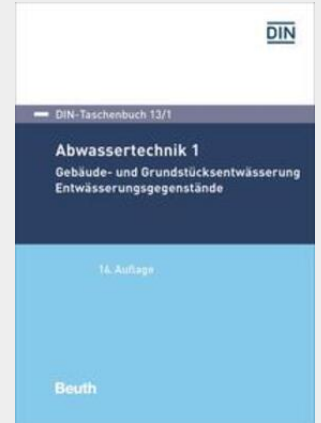 DIN
DIN-Taschenbuch 13/1
Abwassertechnik 1
Gebäude- und Grundstücksentwässerung
Entwässerungsgegenstände
16. Auflage
Beuth